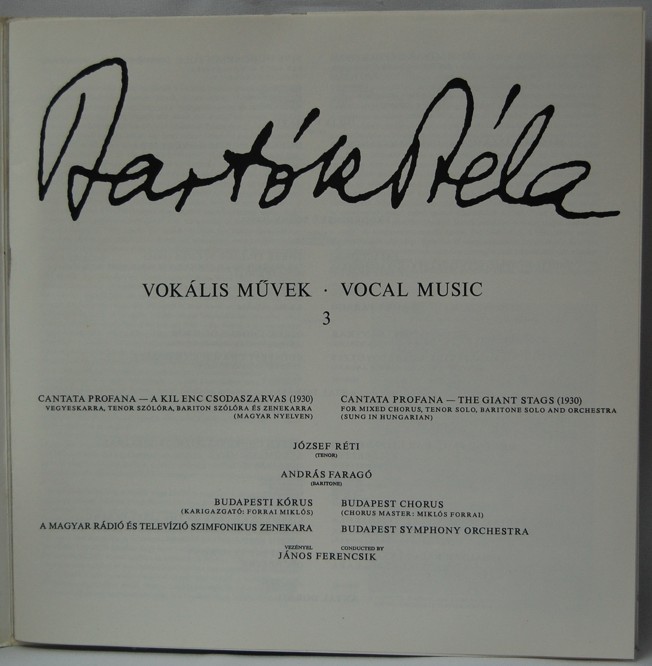 Bartók Béla
VOKÁLIS MŰVEK · VOCAL MUSIC
3
CANTATA PROFANA — A KIL ENC CSODASZARVAS (1930)
VEGYESKARRA, TENOR SZÓLÓRA, BARITON SZÓLÓRA ÉS ZENEKARRA
(MAGYAR NYELVEN)
CANTATA PROFANA — THE GIANT STAGS (1930)
FOR MIXED CHORUS, TENOR SOLO, BARITONE SOLO AND ORCHESTRA
(SUNG IN HUNGARIAN)
JÓZSEF RÉTI
(TENOR)
ANDRÁS FARAGÓ
(BARITONE)
BUDAPESTI KÓRUS
(KARIGAZGATÓ: FORRAI MIKLÓS)
A MAGYAR RÁDIÓ ÉS TELEVÍZIÓ SZIMFONIKUS ZENEKARA
BUDAPEST CHORUS
(CHORUS MASTER: MIKLÓS FORRAI)
BUDAPEST SYMPHONY ORCHESTRA
VEZÉNYEL CONDUCTED BY
JÁNOS FERENCSIK